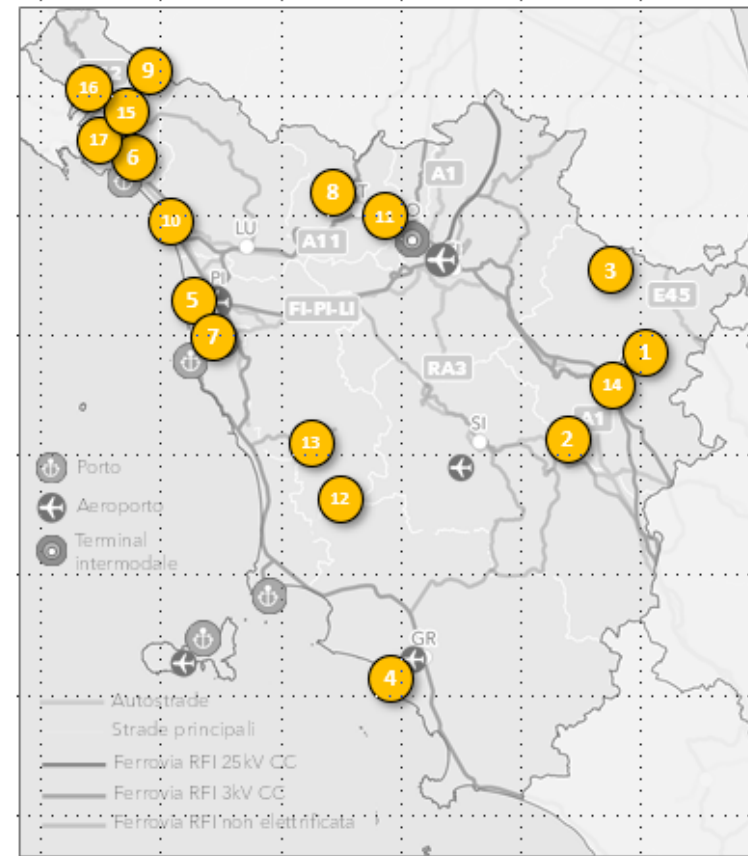 9
16
15
17
6
A1
8
11
10
LU
A11
3
PI
E45
5
FI-PI-LI
7
1
RA3
14
A1
SI
2
13
Porto
12
Aeroporto
Terminal
intermodale
GR
4
Autostrade
Strade principali
Ferrovia RFI 25kV CC
Ferrovia RFI 3kV CC
Ferrovia RFI non elettrificata